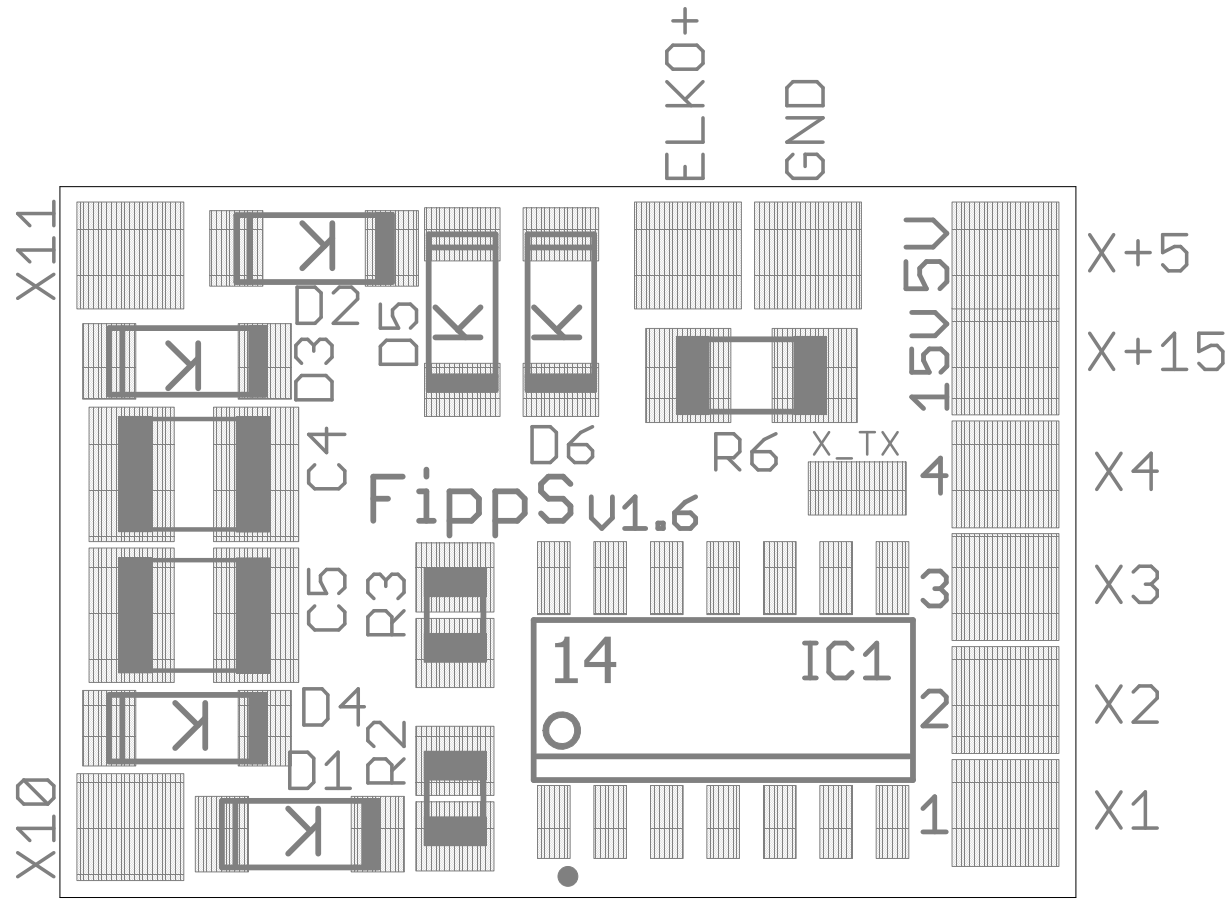 ELKO+
GND
X11
K
D2
D5
K
K
5V
X+5
K
D3
15V
X+15
C4
D6
R6
X_TX
4
X4
FippS V1.6
C5
R3
3
X3
14
IC1
K
D4
R2
2
X2
D1
X10
K
1
X1